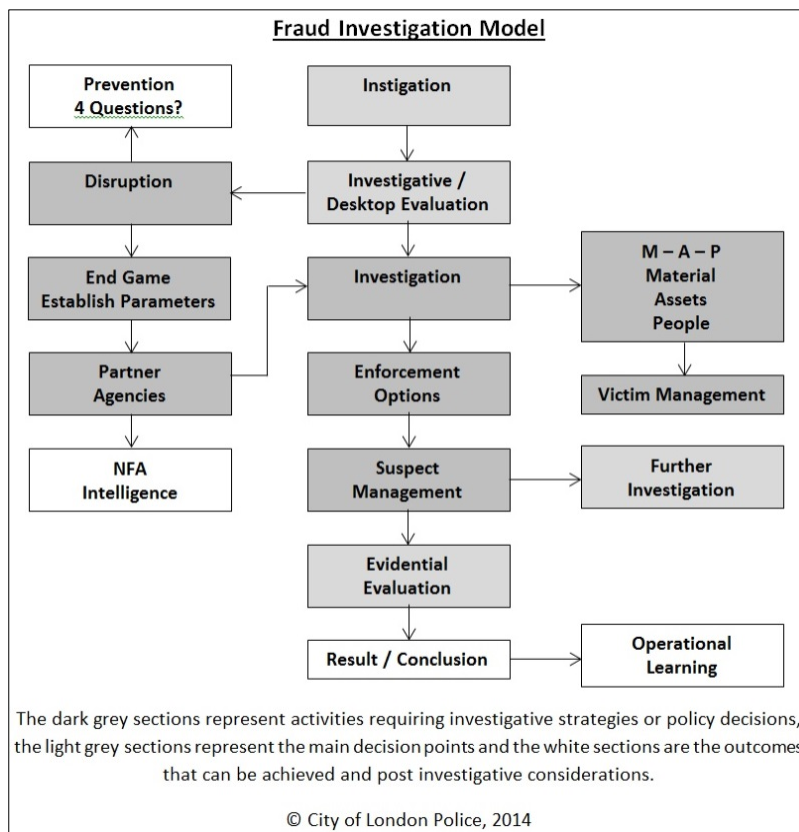 Fraud Investigation Model
Prevention
4 Questions?
Instigation
Disruption
Investigative /
Desktop Evaluation
End Game
Establish Parameters
Investigation
M – A – P
Material
Assets
People
Partner
Agencies
Enforcement
Options
Victim Management
NFA
Intelligence
Suspect
Management
Further
Investigation
Evidential
Evaluation
Result / Conclusion
Operational
Learning
The dark grey sections represent activities requiring investigative strategies or policy decisions,
the light grey sections represent the main decision points and the white sections are the outcomes
that can be achieved and post investigative considerations.
© City of London Police, 2014